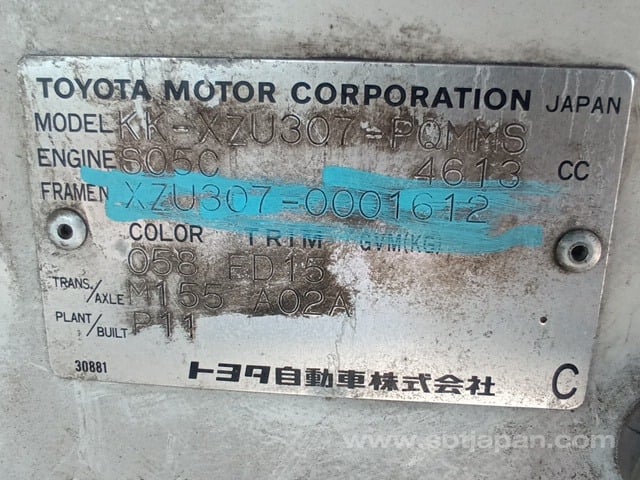 TOYOTA MOTOR CORPORATION JAPAN
MODEL KK-XZU307-PQMMS
ENGINE S05C 4613 CC
FRAME N XZU307-0001612
COLOR TRIM GVM(KG)
058 FD15
TRANS./AXLE M155 A02A
PLANT/BUILT P11
30881 トヨタ自動車株式会社 C
www.sbtjapan.com